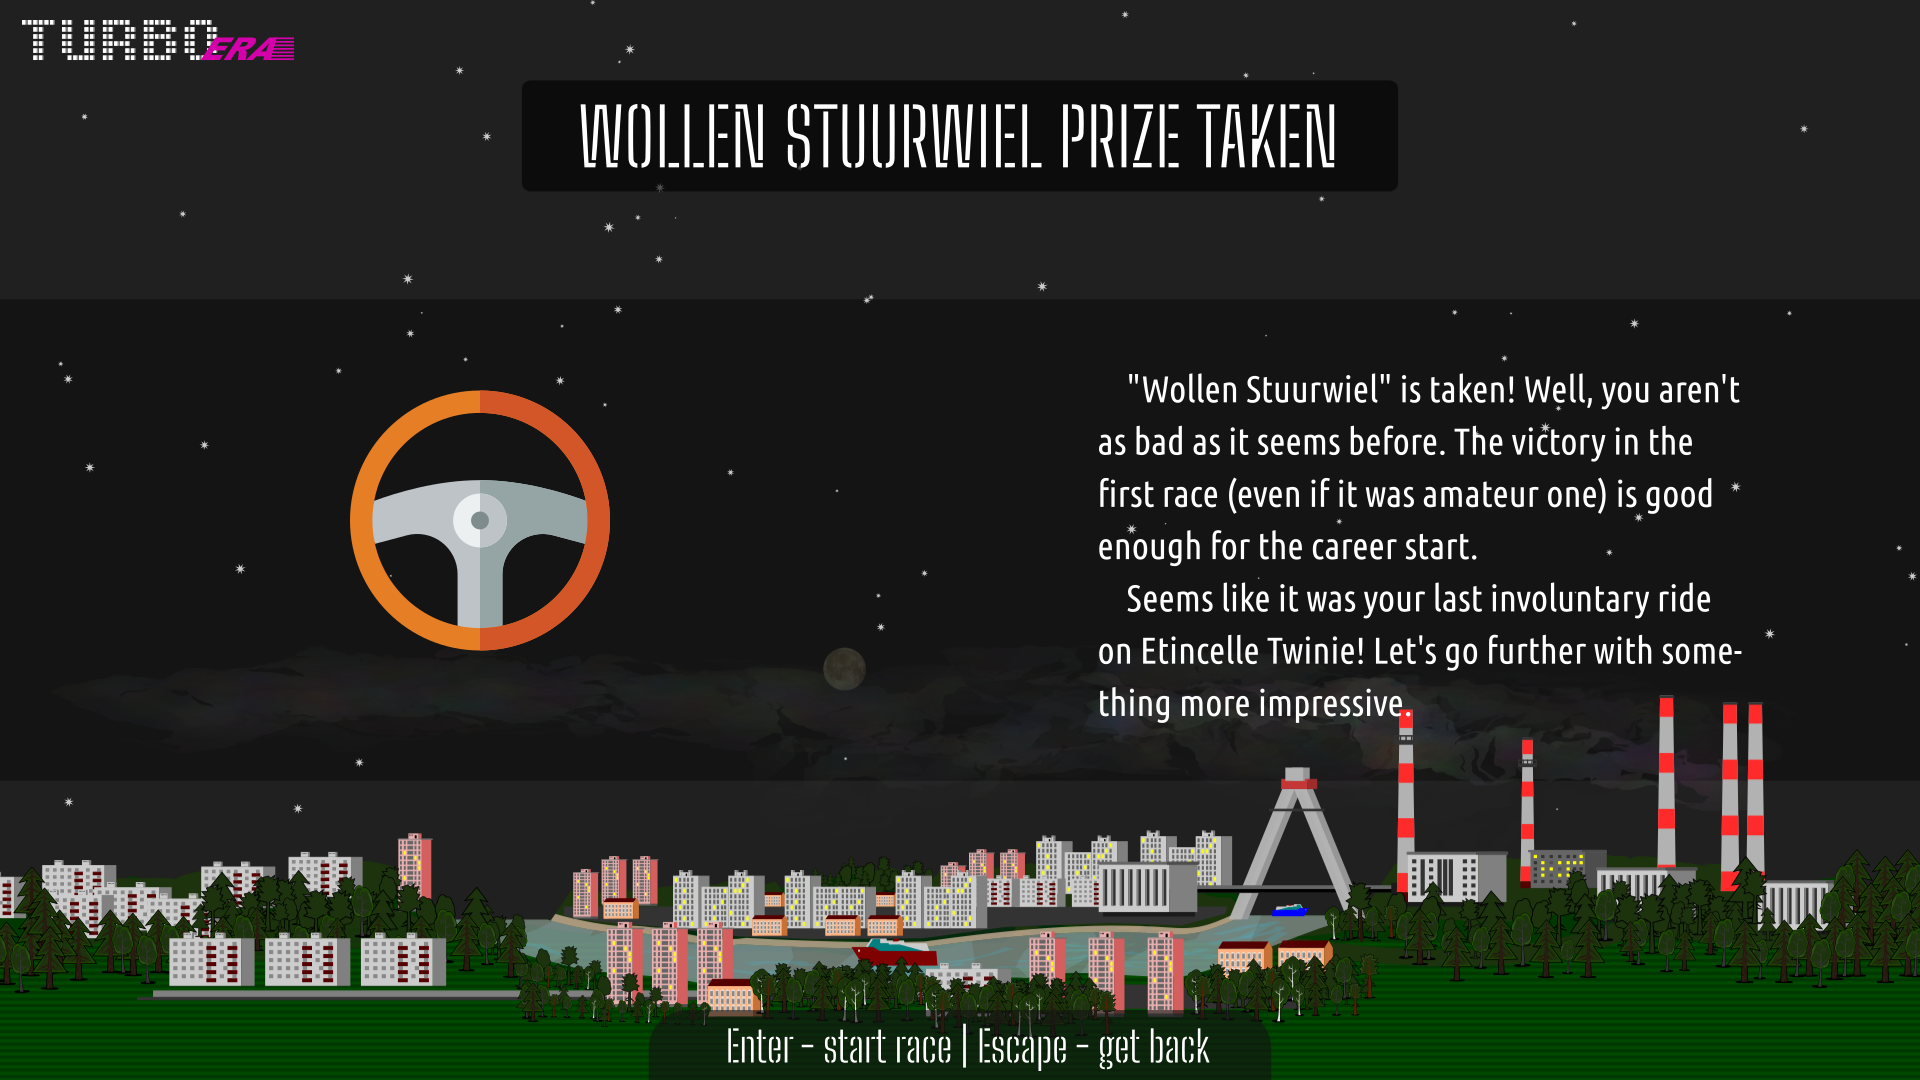 TURBO ERA
WOLLEN STUURWIEL PRIZE TAKEN
"Wollen Stuurwiel" is taken! Well, you aren't
as bad as it seems before. The victory in the
first race (even if it was amateur one) is good
enough for the career start.
Seems like it was your last involuntary ride
on Etincelle Twinie! Let's go further with some-
thing more impressive.
Enter - start race | Escape - get back